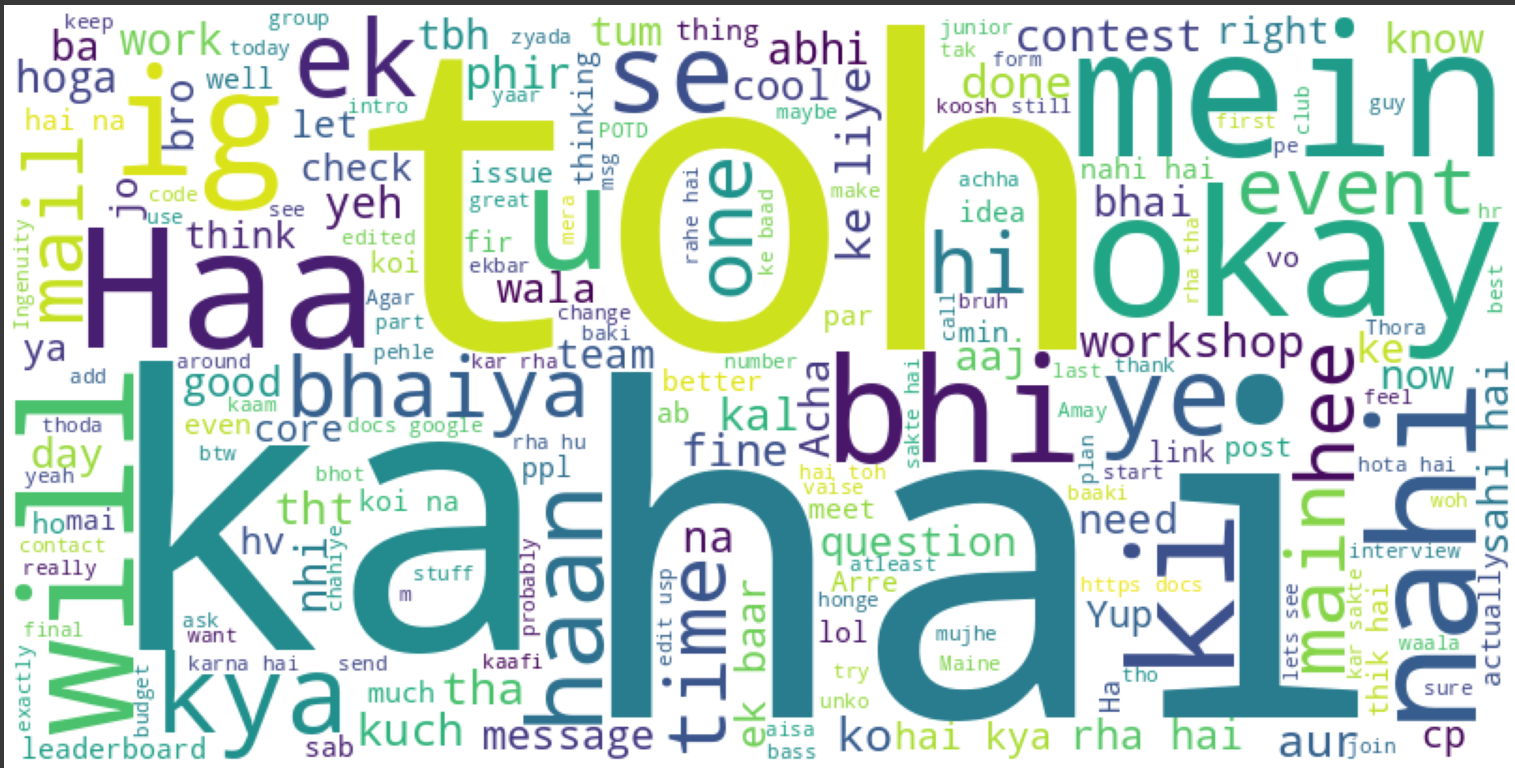 keep
group
ba
work
today
ek
tbh
zyada
tum
thing
abhi
junior
contest
right
know
hoga
bro
well
phir
thinking
se
cool
tak
form
done
mein
hai na
ig
intro
let
yaar
POTD
maybe
liye
koosh
still
first
club
guy
pe
mail
jo
code
use
see
check
yeh
issue
great
u
mera
msg
toh
rahe hai
one
ke baad
make
ke
achha
idea
nahi hai
bhai
event
hr
Ingenuity
Haa
think
edited
koi
fir
ekbar
wala
hi
okay
rha tha
vo
best
Agar
part
change
baki
par
call
bruh
min
workshop
Thora
ke
ya
around
pehle
kar rha
team
number
aaj
last
thank
now
add
good
kaam
bhaiya
better
Acha
bhi
sakte hai
ye
hee
feel
sahi hai
thoda
even
core
docs google
ab
kal
Amay
post
day
btw
rha hu
fine
plan
link
hota hai
yeah
will
bhot
ppl
hai toh
vaise
start
baaki
woh
ho
mai
ka
tht
koi na
haan
hai
na
meet
need
ki
main
nahi
contact
hv
nhi
chahiye
question
interview
really
stuff
m
probably
edit usp
time
ek baar
atleast
Arre
honge
https docs
Yup
lets see
kar sakte
thik hai
actually
final
ask
want
lol
mujhe
Maine
waala
exactly
budget
kya
karna hai
send
kaafi
try
unko
Ha
tho
sure
much
tha
leaderboard
sab
kuch
message
aisa
bass
ko
hai kya
rha hai
aur
join
cp